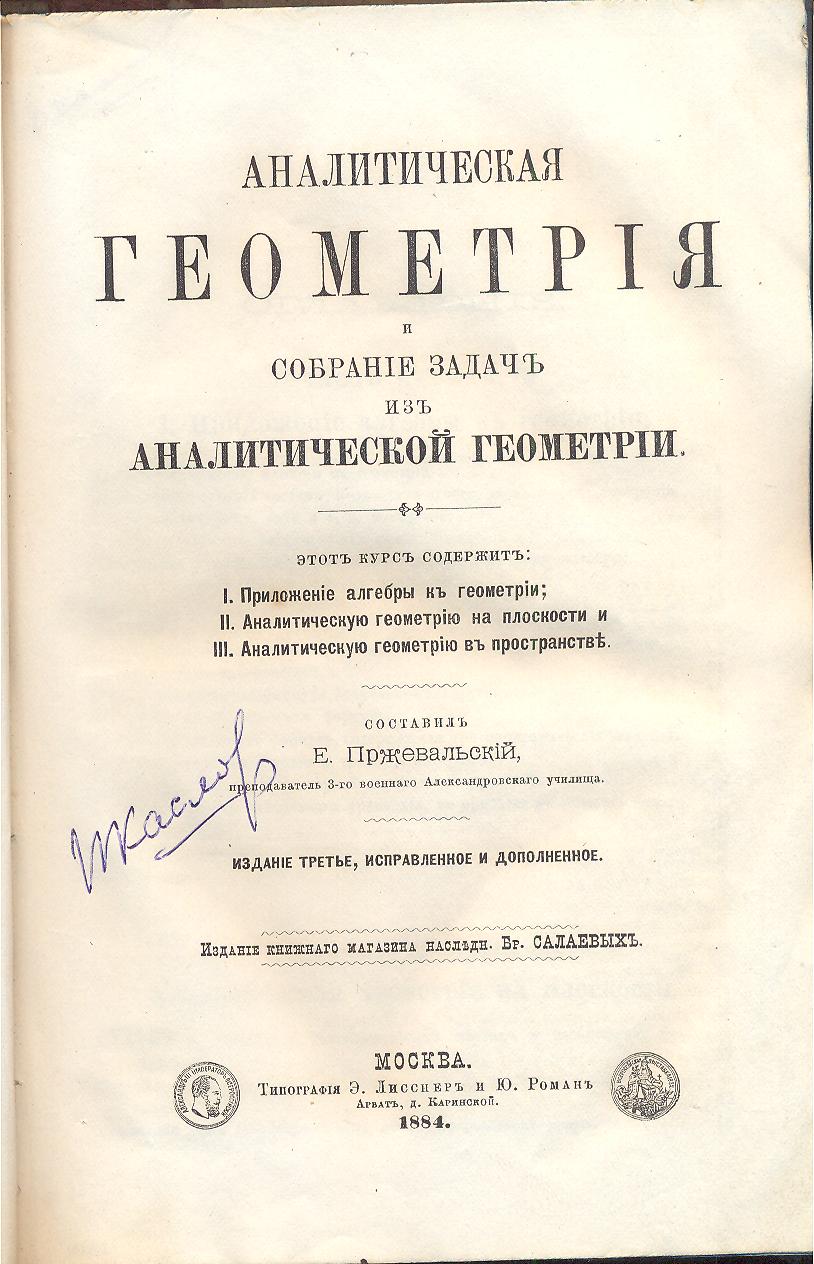 АНАЛИТИЧЕСКАЯ
ГЕОМЕТРІЯ
И
СОБРАНІЕ ЗАДАЧЪ
ИЗЪ
АНАЛИТИЧЕСКОЙ ГЕОМЕТРІИ.
ЭТОТЪ КУРСЪ СОДЕРЖИТЪ:
I. Приложеніе алгебры къ геометріи;
II. Аналитическую геометрію на плоскости и
III. Аналитическую геометрію въ пространствѣ.
СОСТАВИЛЪ
Е. Пржевальскій,
преподаватель 3-го военнаго Александровскаго училища.
ИЗДАНІЕ ТРЕТЬЕ, ИСПРАВЛЕННОЕ И ДОПОЛНЕННОЕ.
Изданіе книжнаго магазина наслѣдн. Бр. САЛАЕВЫХЪ.
МОСКВА.
Типографія Э. Лисснеръ и Ю. Романъ
Арбатъ, д. Каринской.
1884.